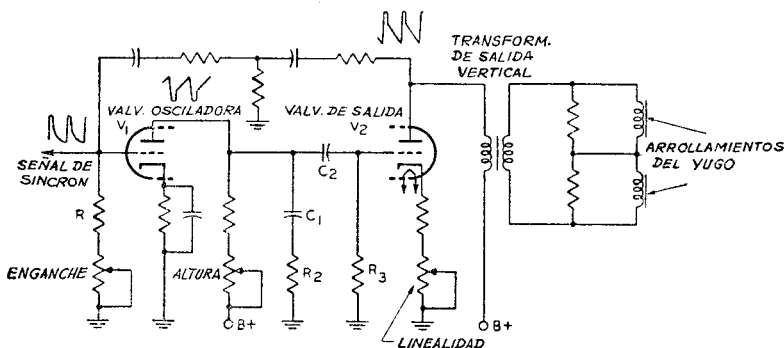 TRANSFORM.
DE SALIDA
VERTICAL
VALV. OSCILADORA
V1
VALV. DE SALIDA
V2
SEÑAL DE
SINCRON
ARROLLAMIENTOS
DEL YUGO
C2
R
C1
ENGANCHE
ALTURA
R2
R3
B+
LINEALIDAD
B+